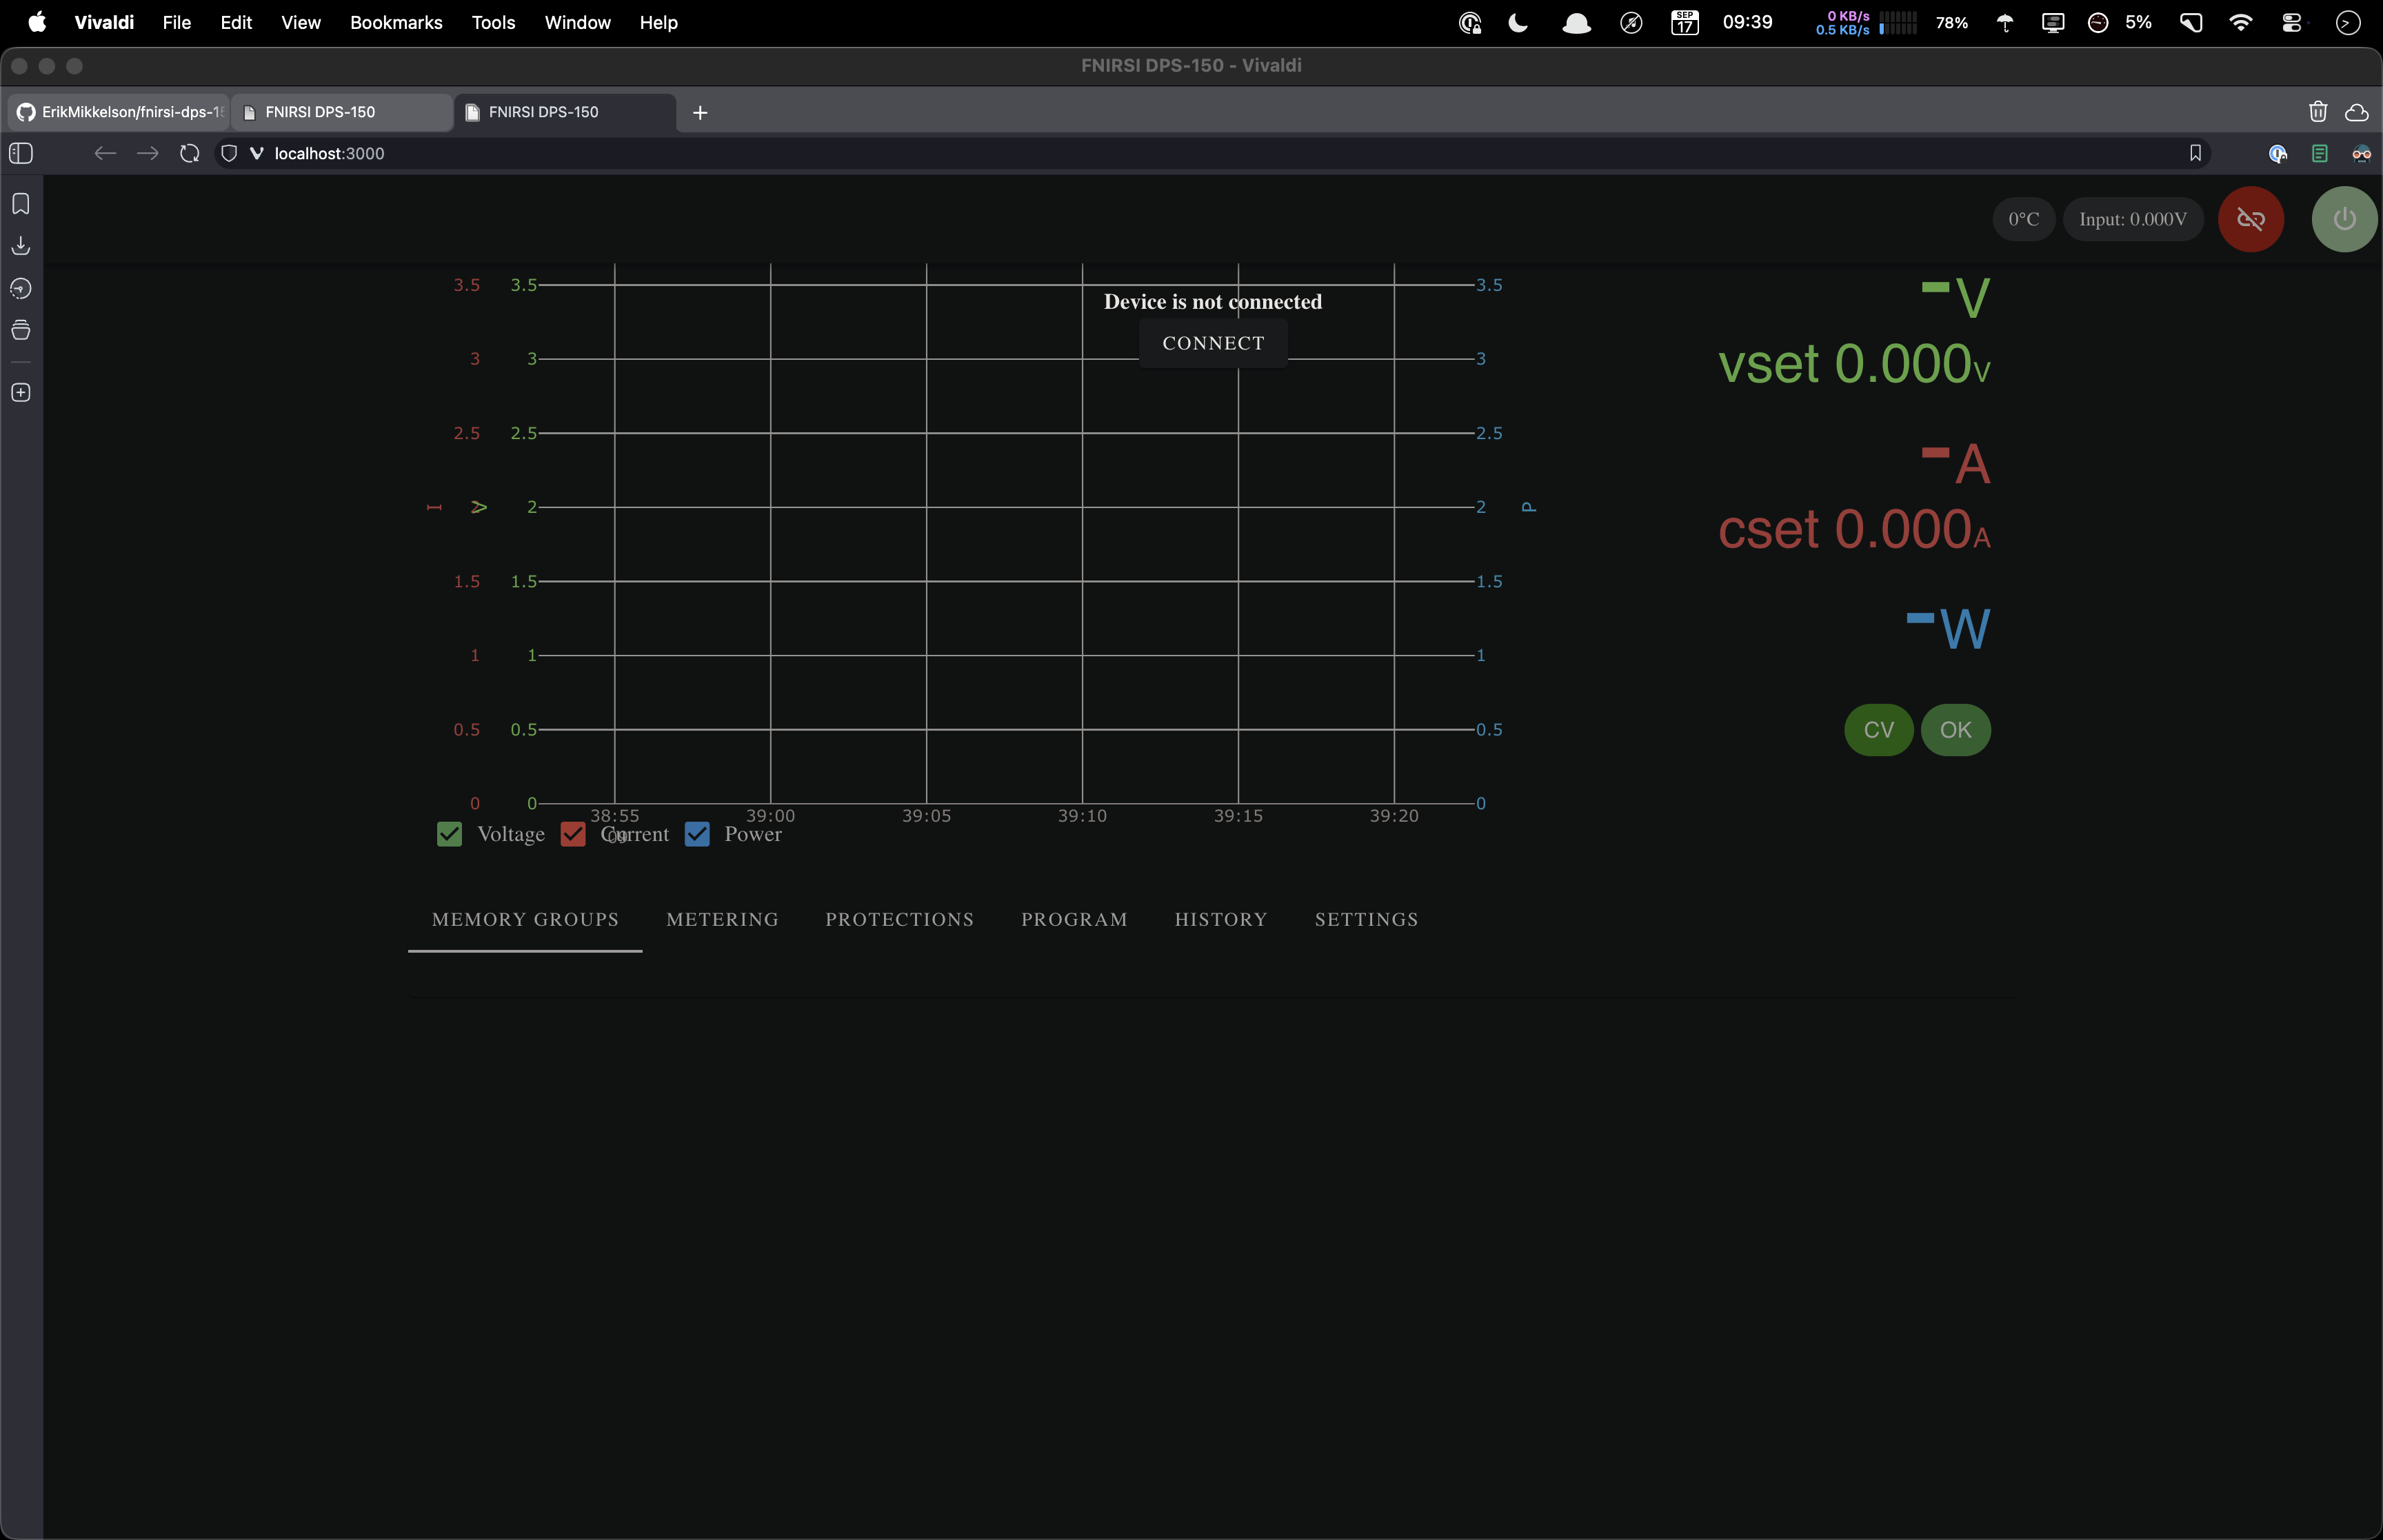 Vivaldi File Edit View Bookmarks Tools Window Help SEP 17 09:39 0 KB/s 0.5 KB/s 78% 5%
FNIRSI DPS-150 - Vivaldi
ErikMikkelson/fnirsi-dps-15 FNIRSI DPS-150 FNIRSI DPS-150
localhost:3000
0°C Input: 0.000V
3.5 3.5 3.5
Device is not connected
CONNECT
3 3 3
2.5 2.5 2.5
I 2 V 2 2 P
1.5 1.5 1.5
1 1 1
0.5 0.5 0.5
0 0 0
38:55 39:00 39:05 39:10 39:15 39:20
09
Voltage Current Power
-V
vset 0.000V
-A
cset 0.000A
-W
CV OK
MEMORY GROUPS METERING PROTECTIONS PROGRAM HISTORY SETTINGS